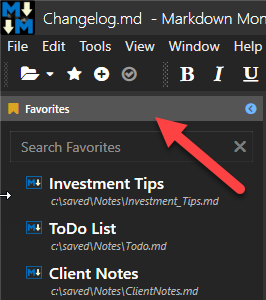 Changelog.md - Markdown Mon
File Edit Tools View Window Help
B I U
Favorites
Search Favorites
Investment Tips
c:\saved\Notes\Investment_Tips.md
ToDo List
c:\saved\Notes\Todo.md
Client Notes
c:\saved\Notes\ClientNotes.md